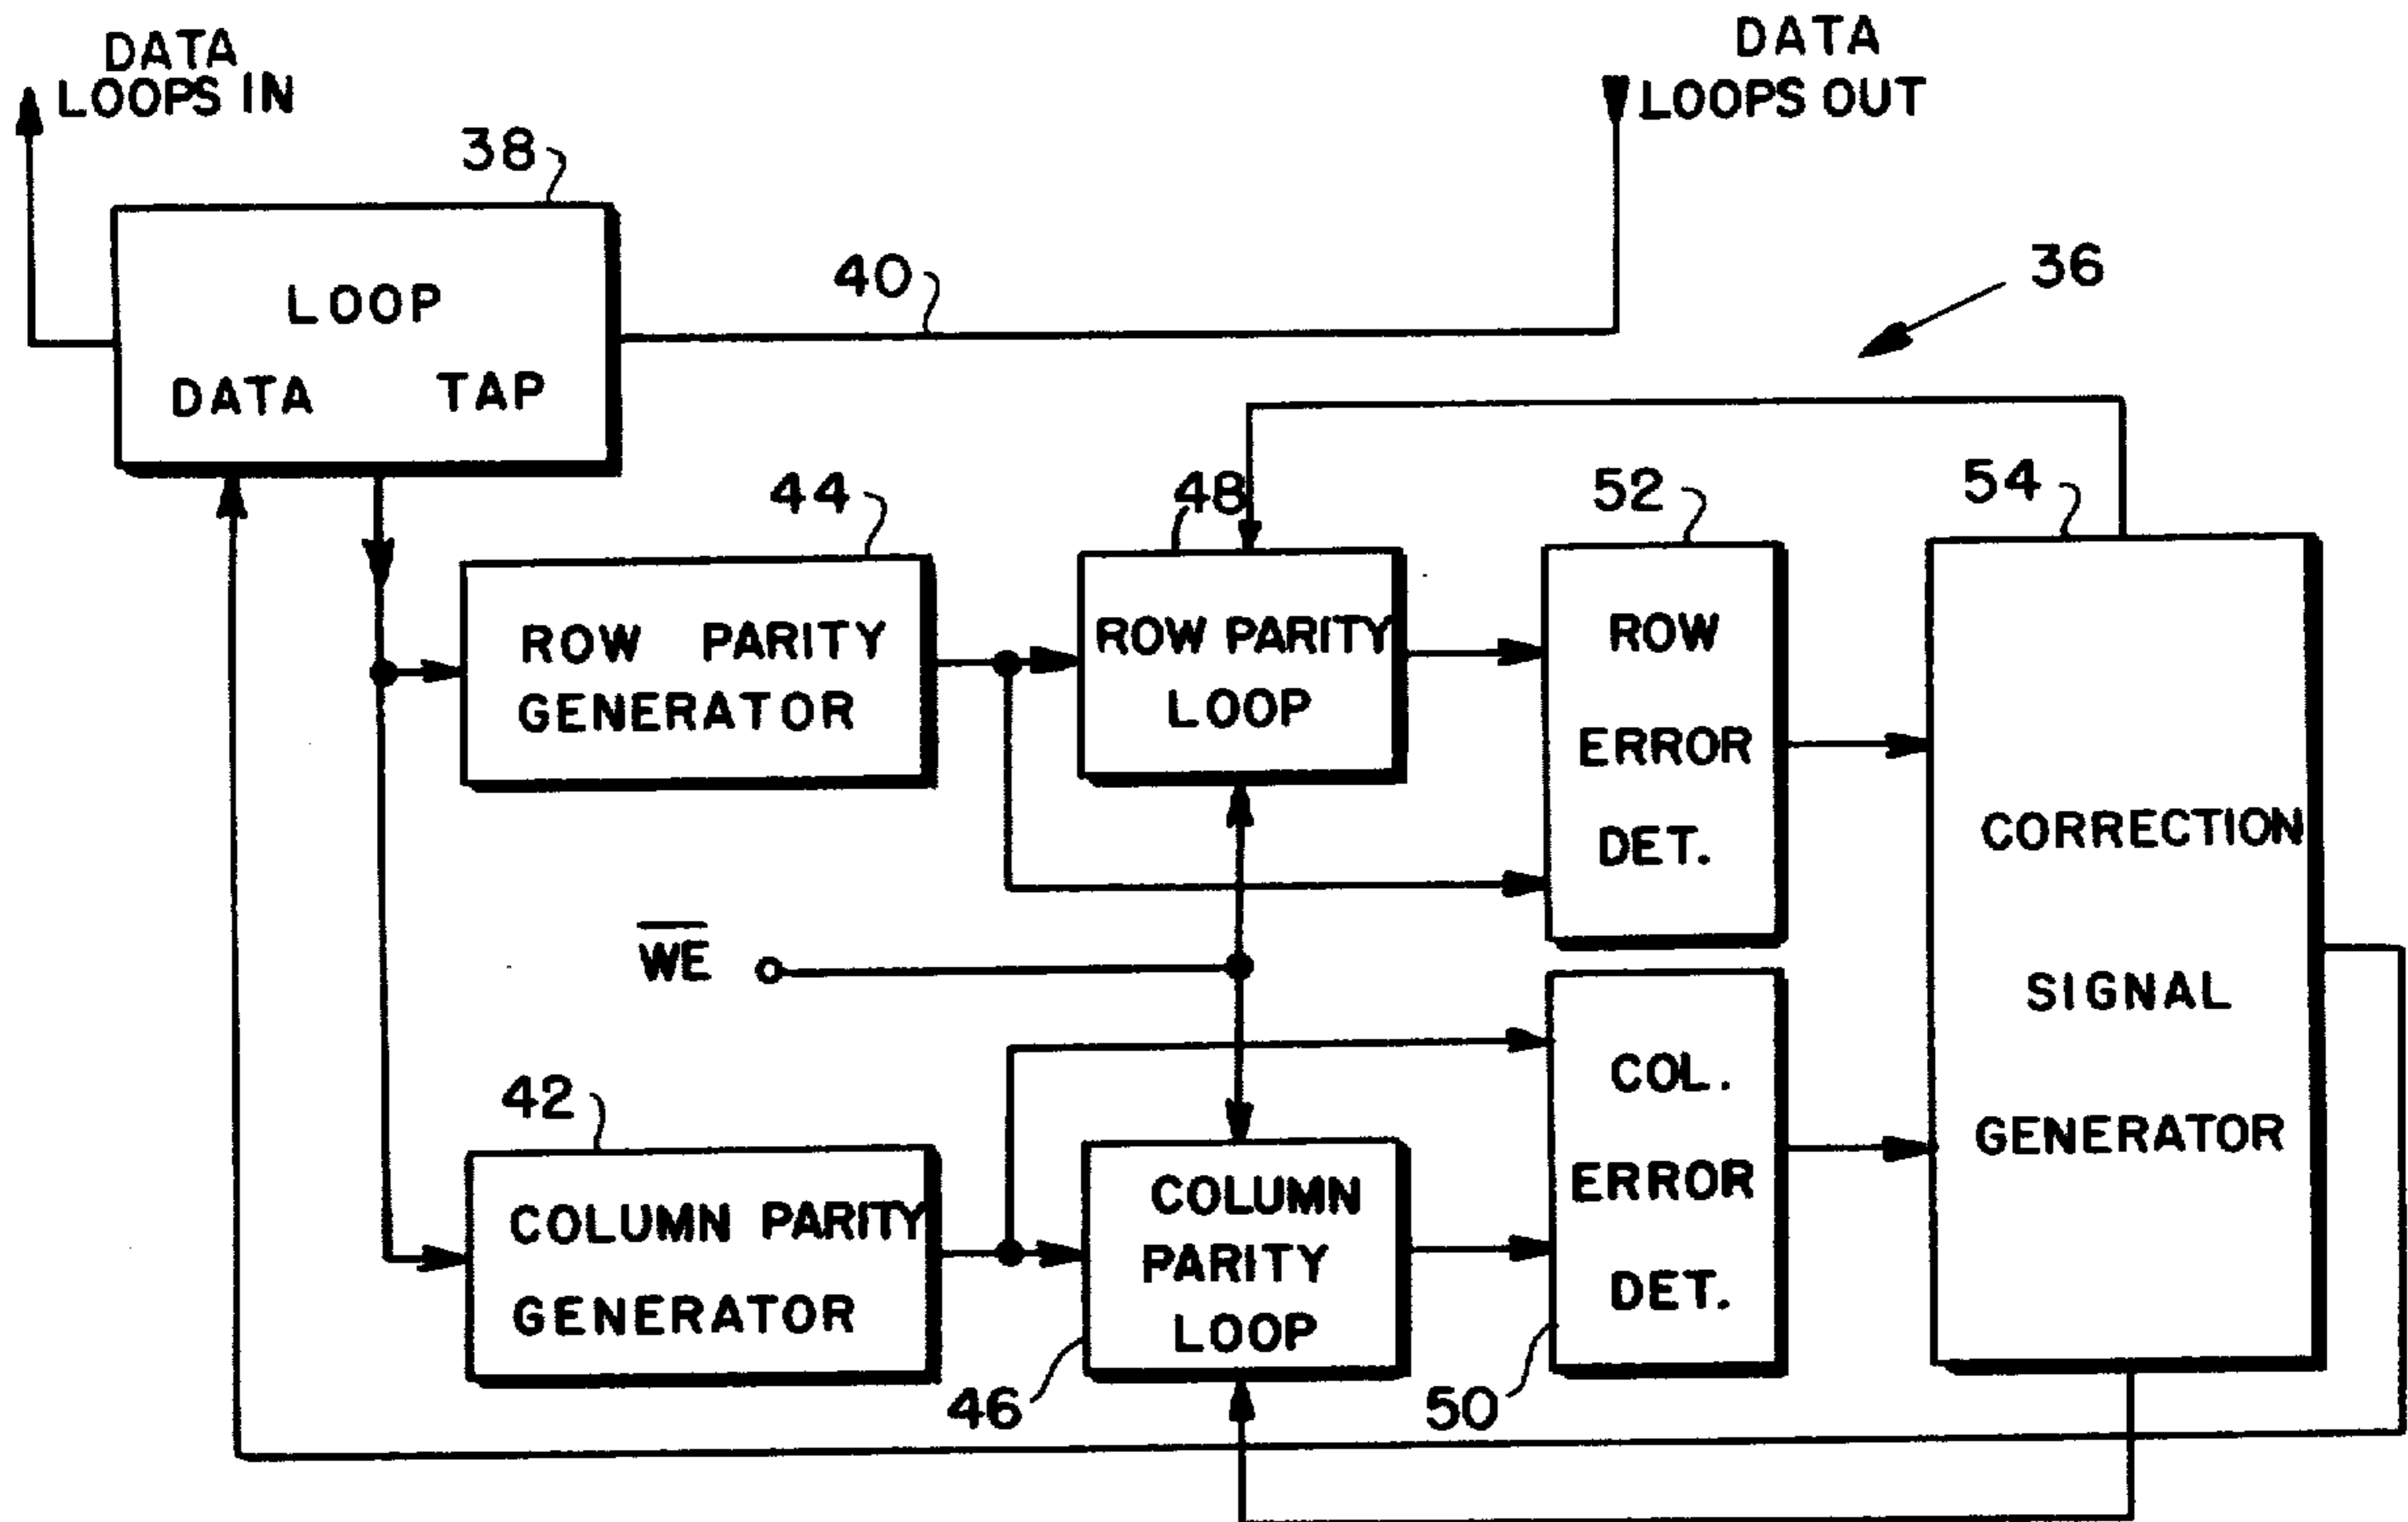 DATA
LOOPS IN
DATA
LOOPS OUT
38
LOOP
DATA TAP
40
36
44
ROW PARITY
GENERATOR
48
ROW PARITY
LOOP
52
ROW
ERROR
DET.
54
CORRECTION
SIGNAL
GENERATOR
W̅E̅
42
COLUMN PARITY
GENERATOR
COLUMN
PARITY
LOOP
46
COL.
ERROR
DET.
50